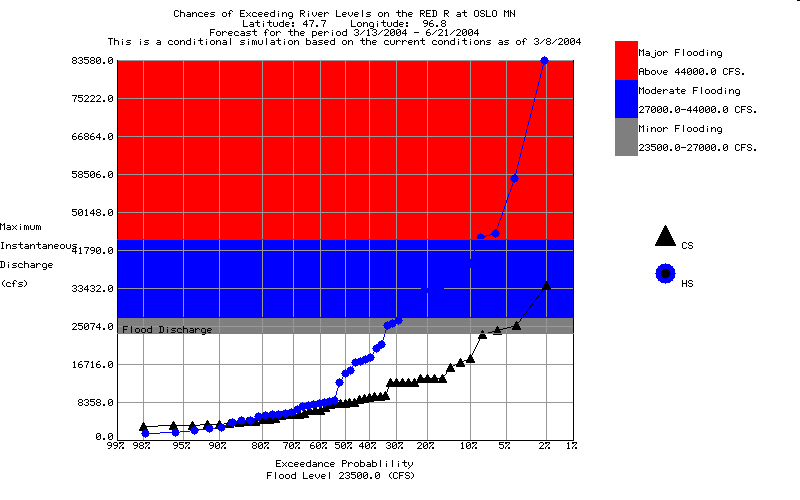 Chances of Exceeding River Levels on the RED R at OSLO MN
Latitude: 47.7 Longitude: 96.8
Forecast for the period 3/13/2004 - 6/21/2004
This is a conditional simulation based on the current conditions as of 3/8/2004
Maximum
Instantaneous
Discharge
(cfs)
83580.0
75222.0
66864.0
58506.0
50148.0
41790.0
33432.0
25074.0
16716.0
8358.0
0.0
Flood Discharge
99% 98% 95% 90% 80% 70% 60% 50% 40% 30% 20% 10% 5% 2% 1%
Exceedance Probability
Flood Level 23500.0 (CFS)
Major Flooding
Above 44000.0 CFS.
Moderate Flooding
27000.0-44000.0 CFS.
Minor Flooding
23500.0-27000.0 CFS.
CS
HS